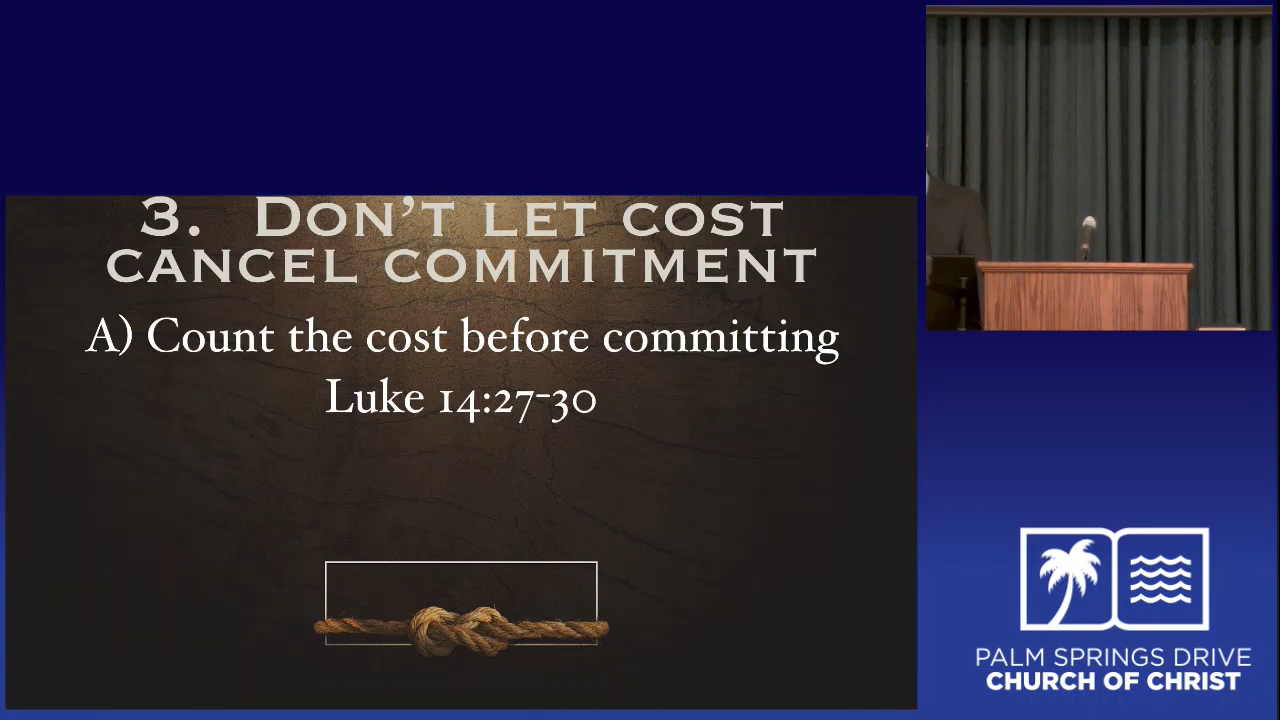 3. Don’t let cost
cancel commitment
A) Count the cost before committing
Luke 14:27-30
PALM SPRINGS DRIVE
CHURCH OF CHRIST